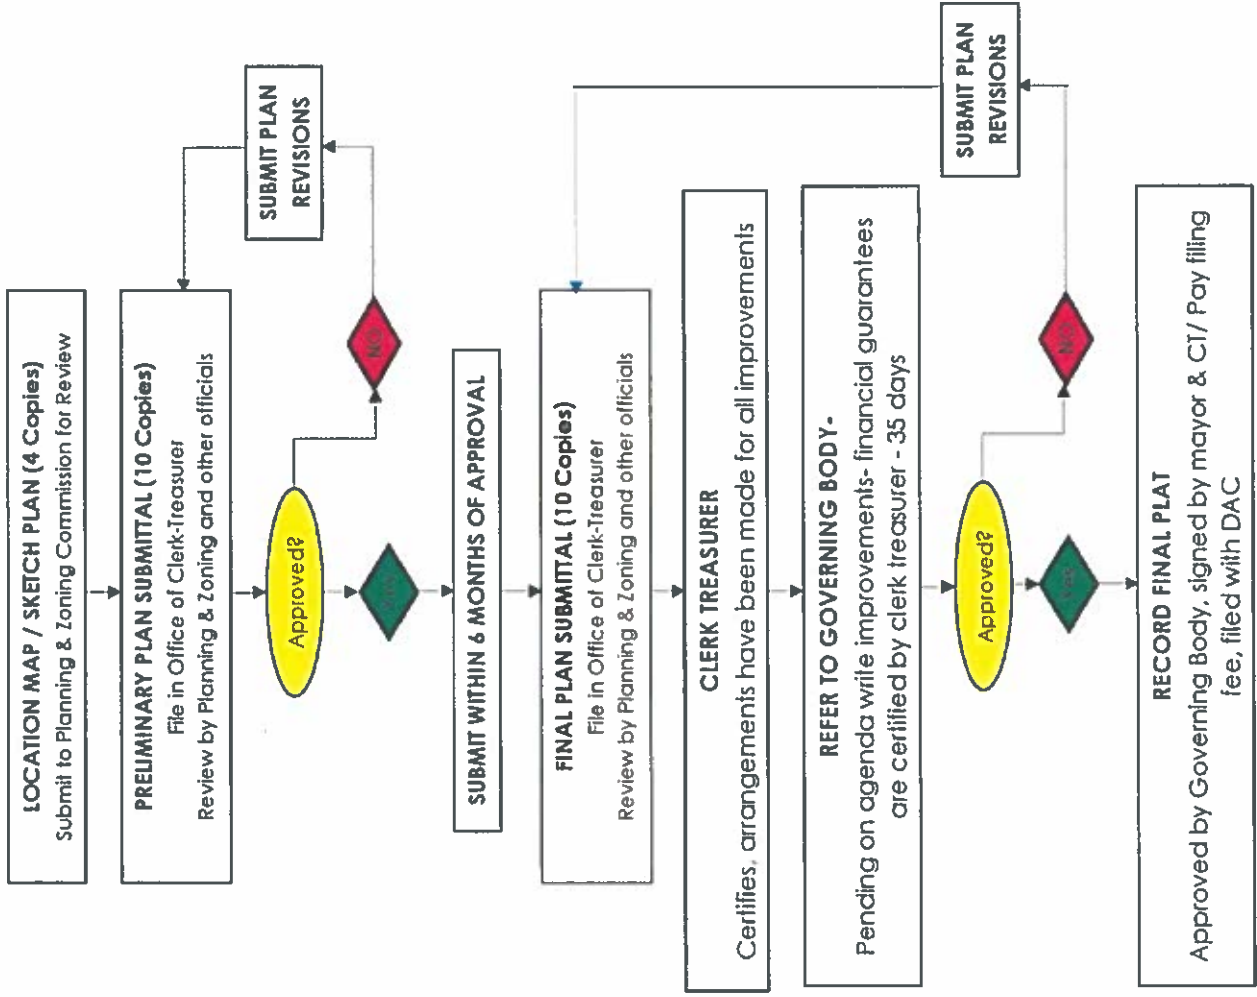 LOCATION MAP / SKETCH PLAN (4 Copies)
Submit to Planning & Zoning Commission for Review
PRELIMINARY PLAN SUBMITTAL (10 Copies)
File in Office of Clerk-Treasurer
Review by Planning & Zoning and other officials
SUBMIT PLAN
REVISIONS
Approved?
NO
Yes
SUBMIT WITHIN 6 MONTHS OF APPROVAL
FINAL PLAN SUBMITTAL (10 Copies)
File in Office of Clerk-Treasurer
Review by Planning & Zoning and other officials
CLERK TREASURER
Certifies, arrangements have been made for all improvements
REFER TO GOVERNING BODY-
Pending on agenda write improvements- financial guarantees
are certified by clerk treasurer - 35 days
SUBMIT PLAN
REVISIONS
Approved?
NO
Yes
RECORD FINAL PLAT
Approved by Governing Body, signed by mayor & CT/ Pay filing
fee, filed with DAC